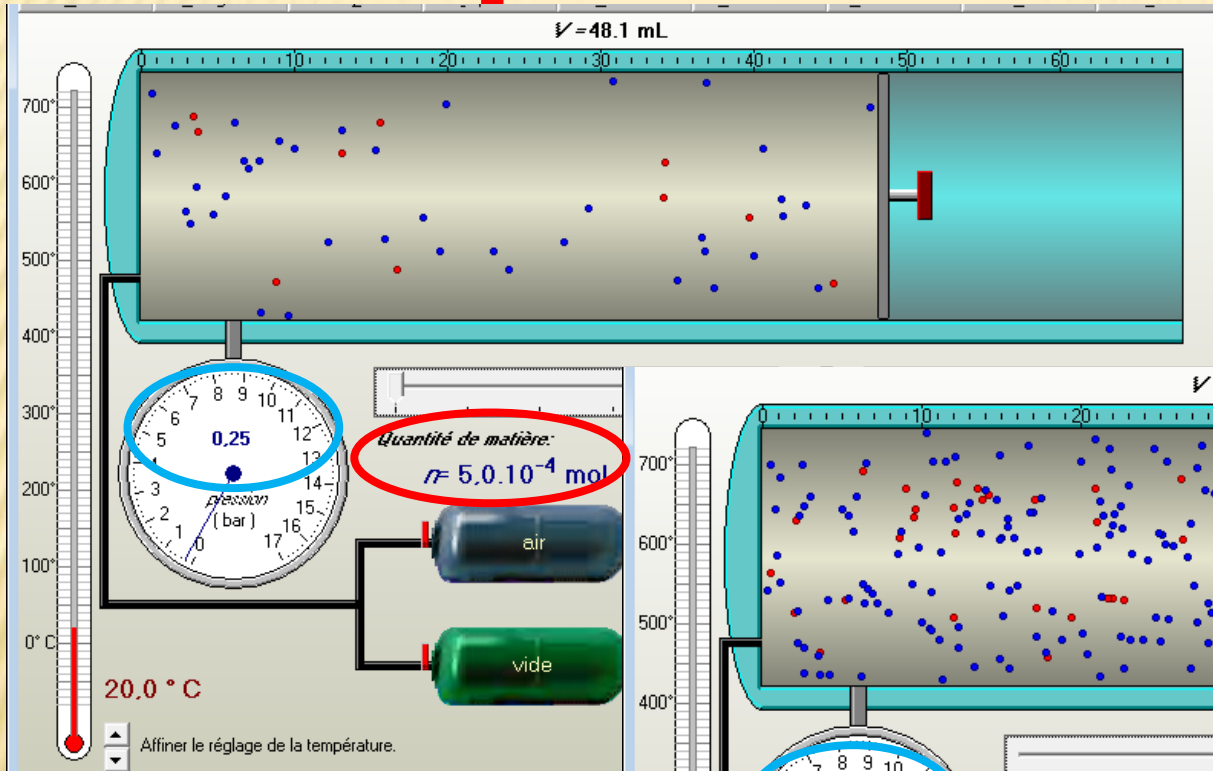 V=48.1 mL
0 10 20 30 40 50 60
700°
600°
500°
400°
300°
200°
100°
0° C
20,0 ° C
Affiner le réglage de la température.
0 1 2 3 4 5 6 7 8 9 10 11 12 13 14 15 16 17
0,25
pression
( bar )
Quantité de matière:
n= 5,0.10⁻⁴ mol
air
vide
V
0 10 20
700°
600°
500°
400°
7 8 9 10